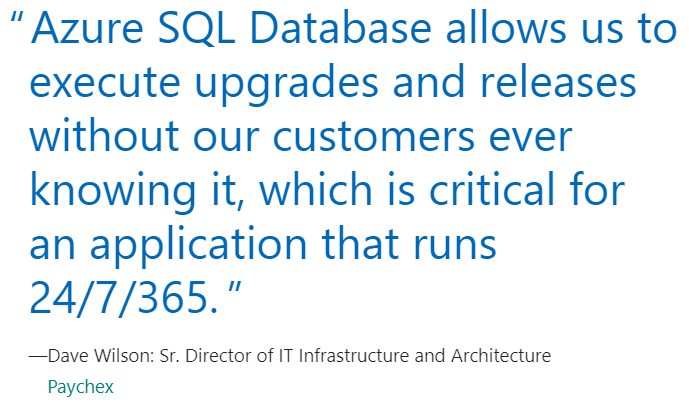 “Azure SQL Database allows us to
execute upgrades and releases
without our customers ever
knowing it, which is critical for
an application that runs
24/7/365.”
—Dave Wilson: Sr. Director of IT Infrastructure and Architecture
Paychex